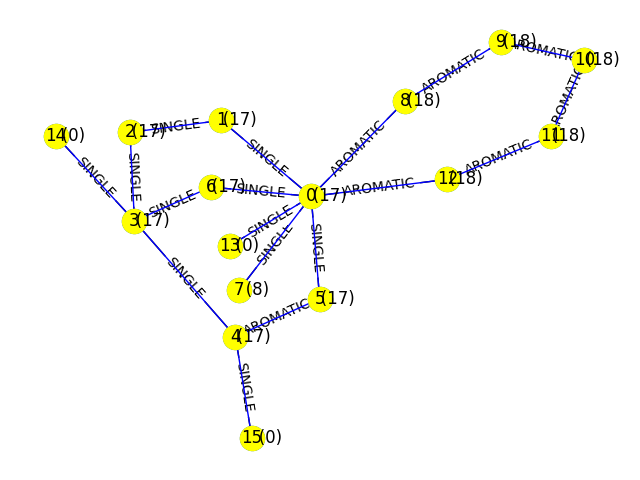 9(18)
AROMATIC
10(18)
AROMATIC
AROMATIC
8(18)
1(17)
SINGLE
2(17)
14(0)
11(18)
AROMATIC
SINGLE
AROMATIC
SINGLE
SINGLE
12(18)
AROMATIC
6(17)
SINGLE
SINGLE
0(17)
3(17)
SINGLE
13(0)
SINGLE
SINGLE
SINGLE
7(8)
5(17)
AROMATIC
4(17)
SINGLE
15(0)